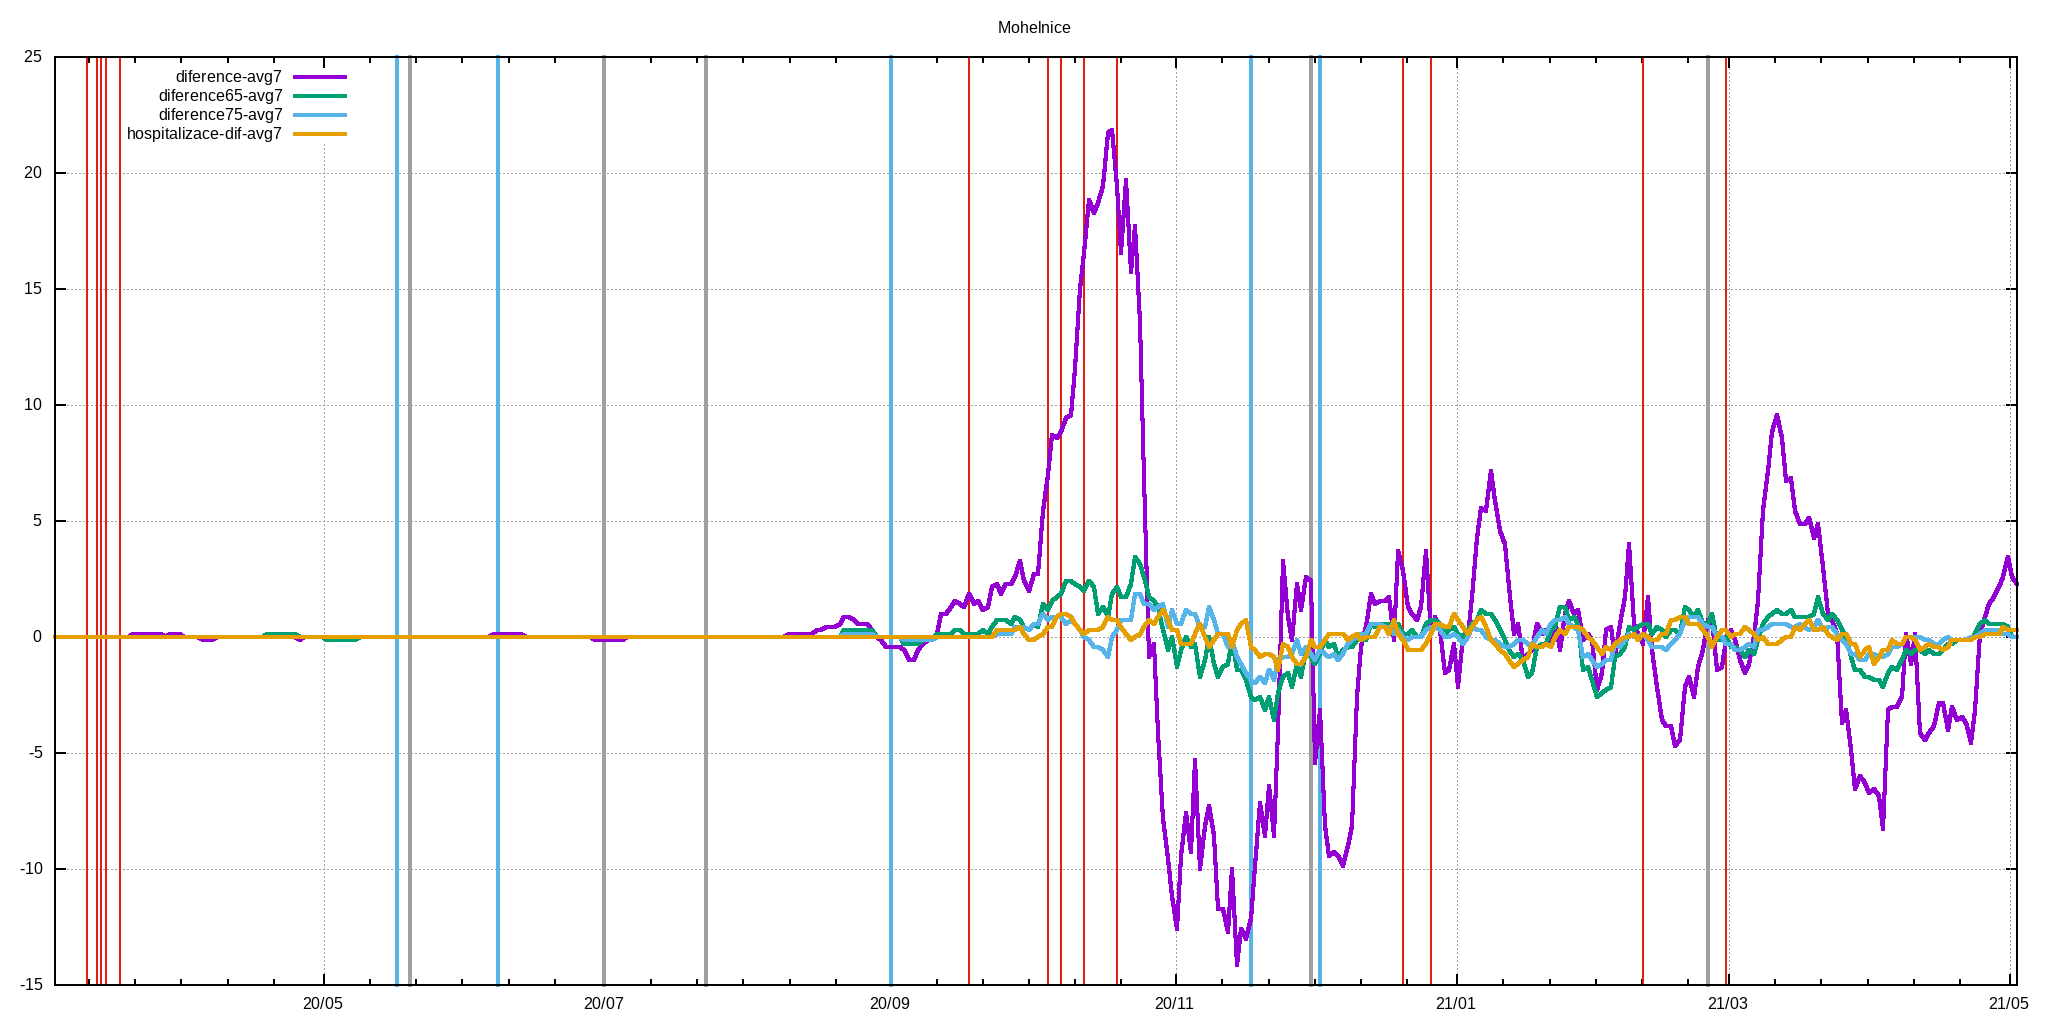 Mohelnice
25
diference-avg7
diference65-avg7
diference75-avg7
hospitalizace-dif-avg7
20
15
10
5
0
-5
-10
-15
20/05 20/07 20/09 20/11 21/01 21/03 21/05